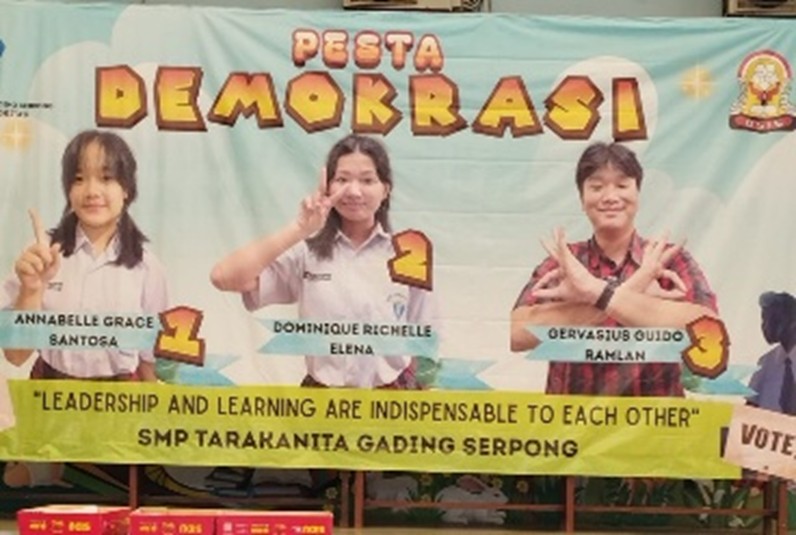 PESTA
DEMOKRASI
ANNABELLE GRACE
SANTOSA
1
DOMINIQUE RICHELLE
ELENA
2
GERVASIUS GUIDO
RAMLAN
3
"LEADERSHIP AND LEARNING ARE INDISPENSABLE TO EACH OTHER"
SMP TARAKANITA GADING SERPONG
VOTE